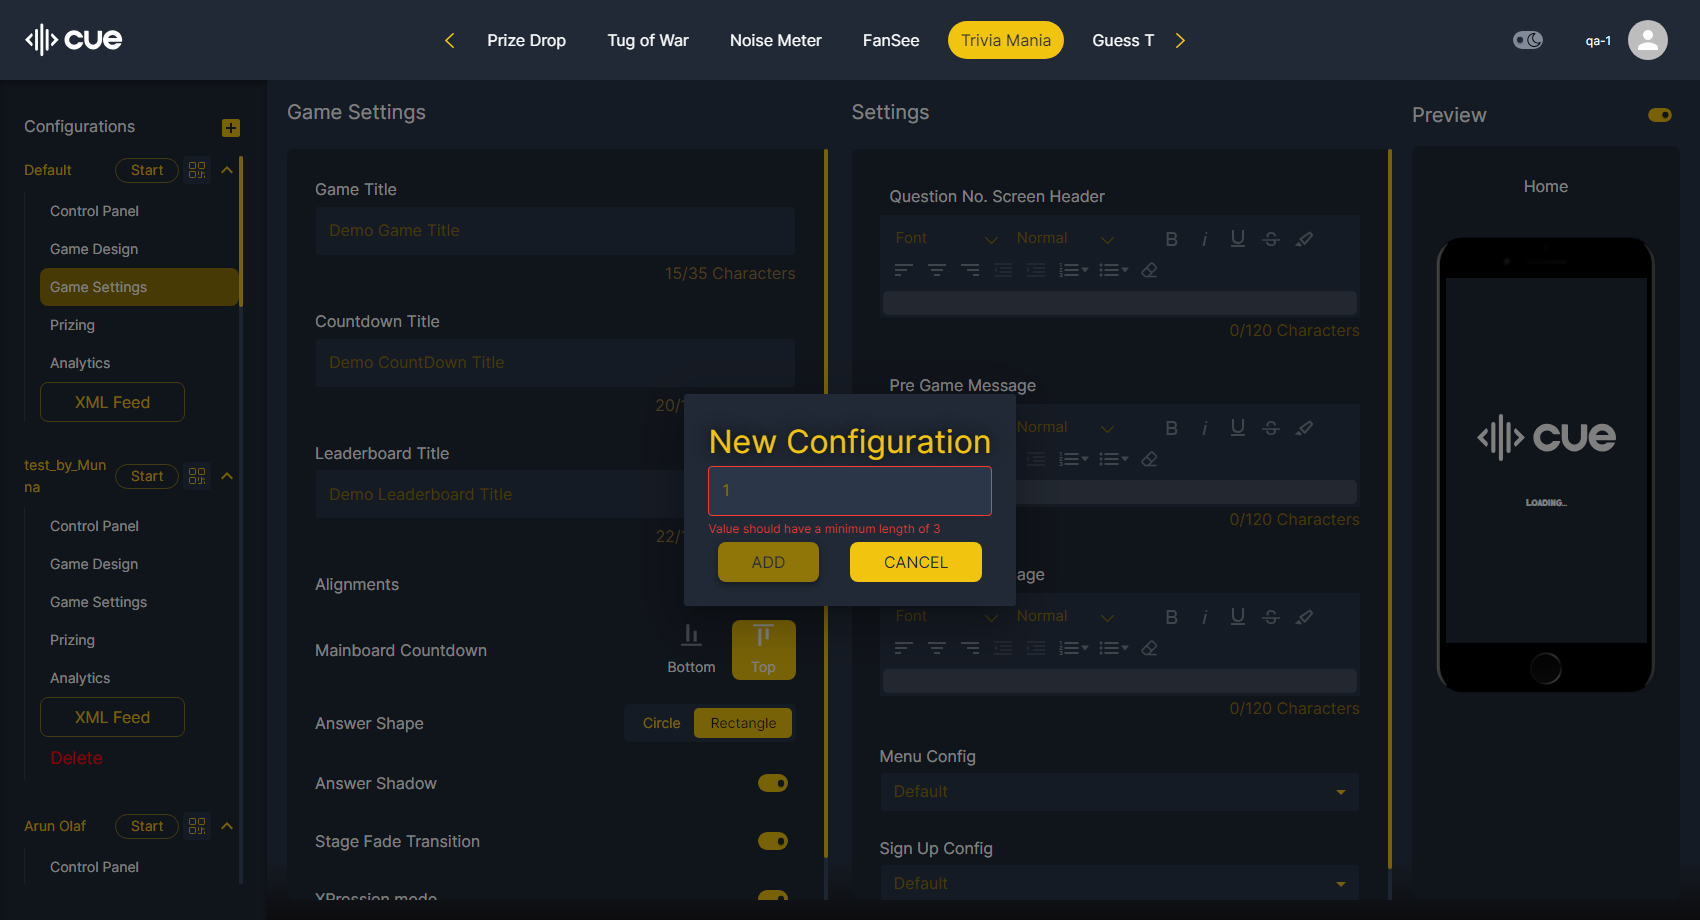 cue
Prize Drop
Tug of War
Noise Meter
FanSee
Trivia Mania
Guess T
qa-1
Configurations
Default
Start
Control Panel
Game Design
Game Settings
Prizing
Analytics
XML Feed
test_by_Mun
na
Start
Control Panel
Game Design
Game Settings
Prizing
Analytics
XML Feed
Delete
Arun Olaf
Start
Control Panel
Game Settings
Game Title
Demo Game Title
15/35 Characters
Countdown Title
Demo CountDown Title
20/
Leaderboard Title
Demo Leaderboard Title
22/
Alignments
Mainboard Countdown
Bottom
Top
Answer Shape
Circle
Rectangle
Answer Shadow
Stage Fade Transition
XPression mode
New Configuration
1
Value should have a minimum length of 3
ADD
CANCEL
Settings
Question No. Screen Header
Font
Normal
B i U S
0/120 Characters
Pre Game Message
Normal
B i U S
0/120 Characters
age
Font
Normal
B i U S
0/120 Characters
Menu Config
Default
Sign Up Config
Default
Preview
Home
cue
LOADING...